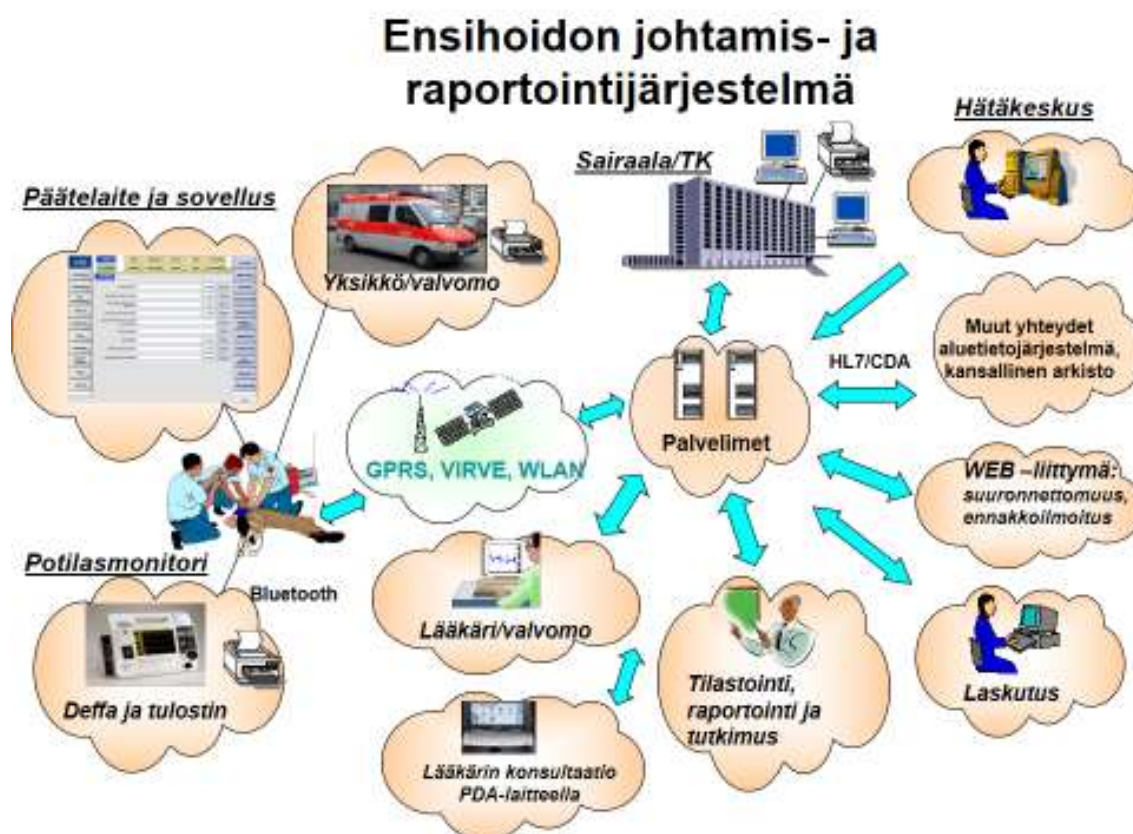 Ensihoidon johtamis- ja
raportointijärjestelmä
Hätäkeskus
Sairaala/TK
Päätelaite ja sovellus
Yksikkö/valvomo
Muut yhteydet
aluetietojärjestelmä,
kansallinen arkisto
HL7/CDA
Palvelimet
GPRS, VIRVE, WLAN
WEB –liittymä:
suuronnettomuus,
ennakkoilmoitus
Potilasmonitori
Bluetooth
Lääkäri/valvomo
Deffa ja tulostin
Tilastointi,
raportointi ja
tutkimus
Laskutus
Lääkärin konsultaatio
PDA-laitteella